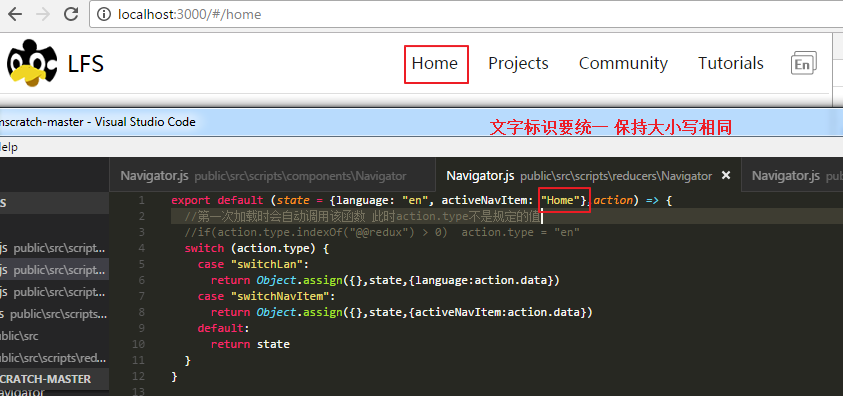 localhost:3000/#/home
LFS
Home
Projects
Community
Tutorials
En
文字标识要统一 保持大小写相同
mscratch-master - Visual Studio Code
Help
Navigator.js public\src\scripts\components\Navigator
Navigator.js public\src\scripts\reducers\Navigator
Navigator.js pub
S
js public\src\script...
js public\src\script...
js public\src\script...
s public\src\scripts...
blic\src
blic\src\scripts\red...
SCRATCH-MASTER
avigator
1 export default (state = {language: "en", activeNavItem: "Home"},action) => {
2 //第一次加载时会自动调用该函数 此时action.type不是规定的值
3 //if(action.type.indexOf("@@redux") > 0) action.type = "en"
4 switch (action.type) {
5 case "switchLan":
6 return Object.assign({},state,{language:action.data})
7 case "switchNavItem":
8 return Object.assign({},state,{activeNavItem:action.data})
9 default:
10 return state
11 }
12 }
13